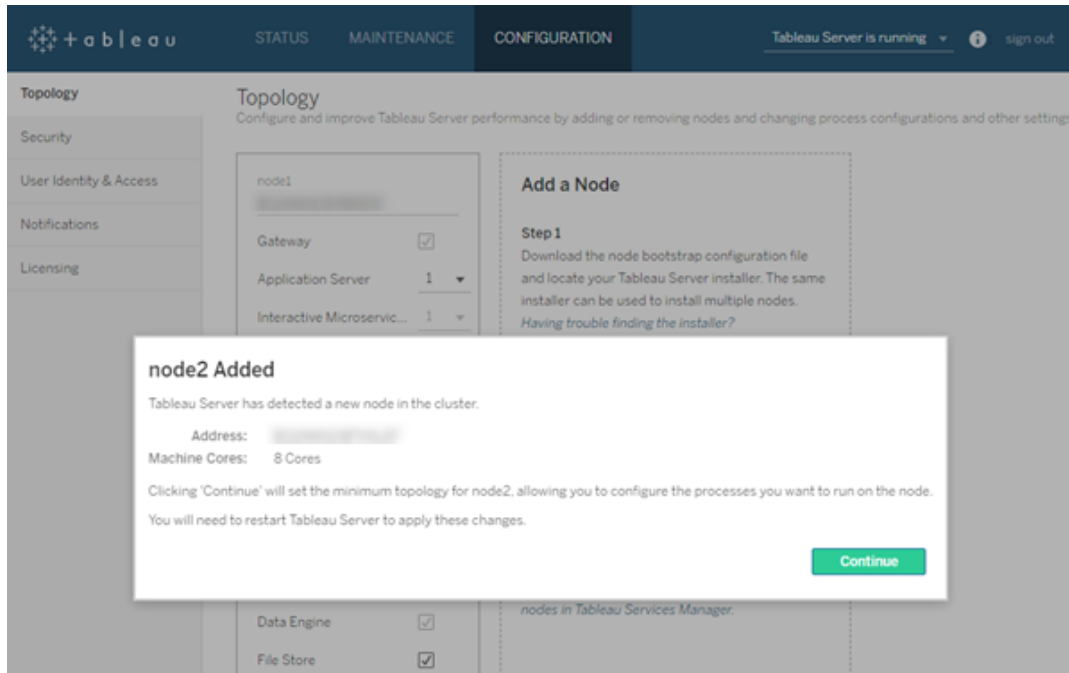 +ableau STATUS MAINTENANCE CONFIGURATION Tableau Server is running sign out
Topology
Security
User Identity & Access
Notifications
Licensing
Topology
Configure and improve Tableau Server performance by adding or removing nodes and changing process configurations and other settings
node1
Gateway
Application Server 1
Interactive Microservic... 1
Add a Node
Step 1
Download the node bootstrap configuration file
and locate your Tableau Server installer. The same
installer can be used to install multiple nodes.
Having trouble finding the installer?
node2 Added
Tableau Server has detected a new node in the cluster.
Address:
Machine Cores: 8 Cores
Clicking 'Continue' will set the minimum topology for node2, allowing you to configure the processes you want to run on the node.
You will need to restart Tableau Server to apply these changes.
Continue
nodes in Tableau Services Manager.
Data Engine
File Store